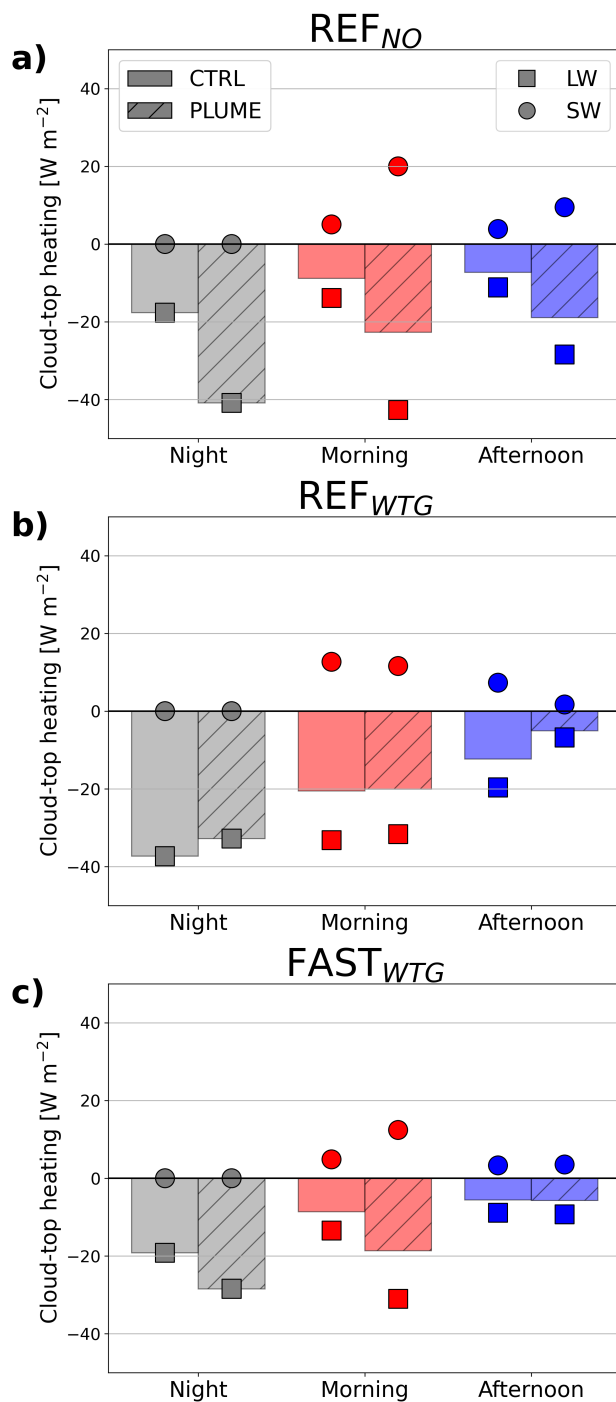 REF_NO
a)
CTRL
PLUME
LW
SW
Cloud-top heating [W m⁻²]
40
20
0
−20
−40
Night Morning Afternoon
REF_WTG
b)
Cloud-top heating [W m⁻²]
40
20
0
−20
−40
Night Morning Afternoon
FAST_WTG
c)
Cloud-top heating [W m⁻²]
40
20
0
−20
−40
Night Morning Afternoon